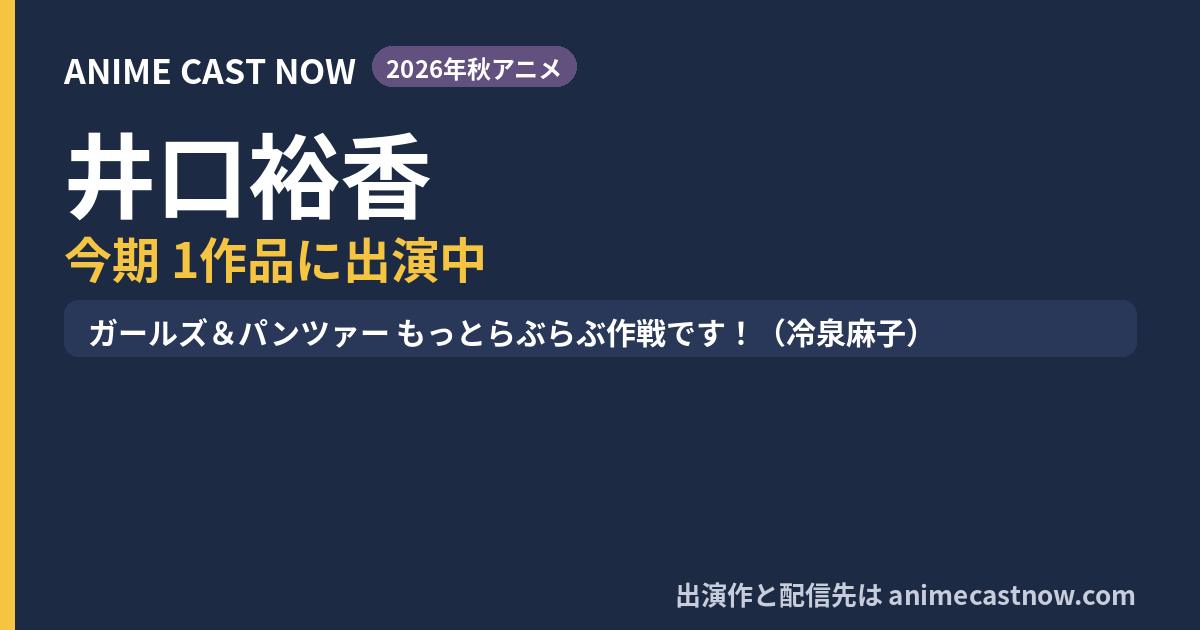 ANIME CAST NOW 2026年秋アニメ
井口裕香
今期 1作品に出演中
ガールズ＆パンツァー もっとらぶらぶ作戦です！（冷泉麻子）
出演作と配信先は animecastnow.com